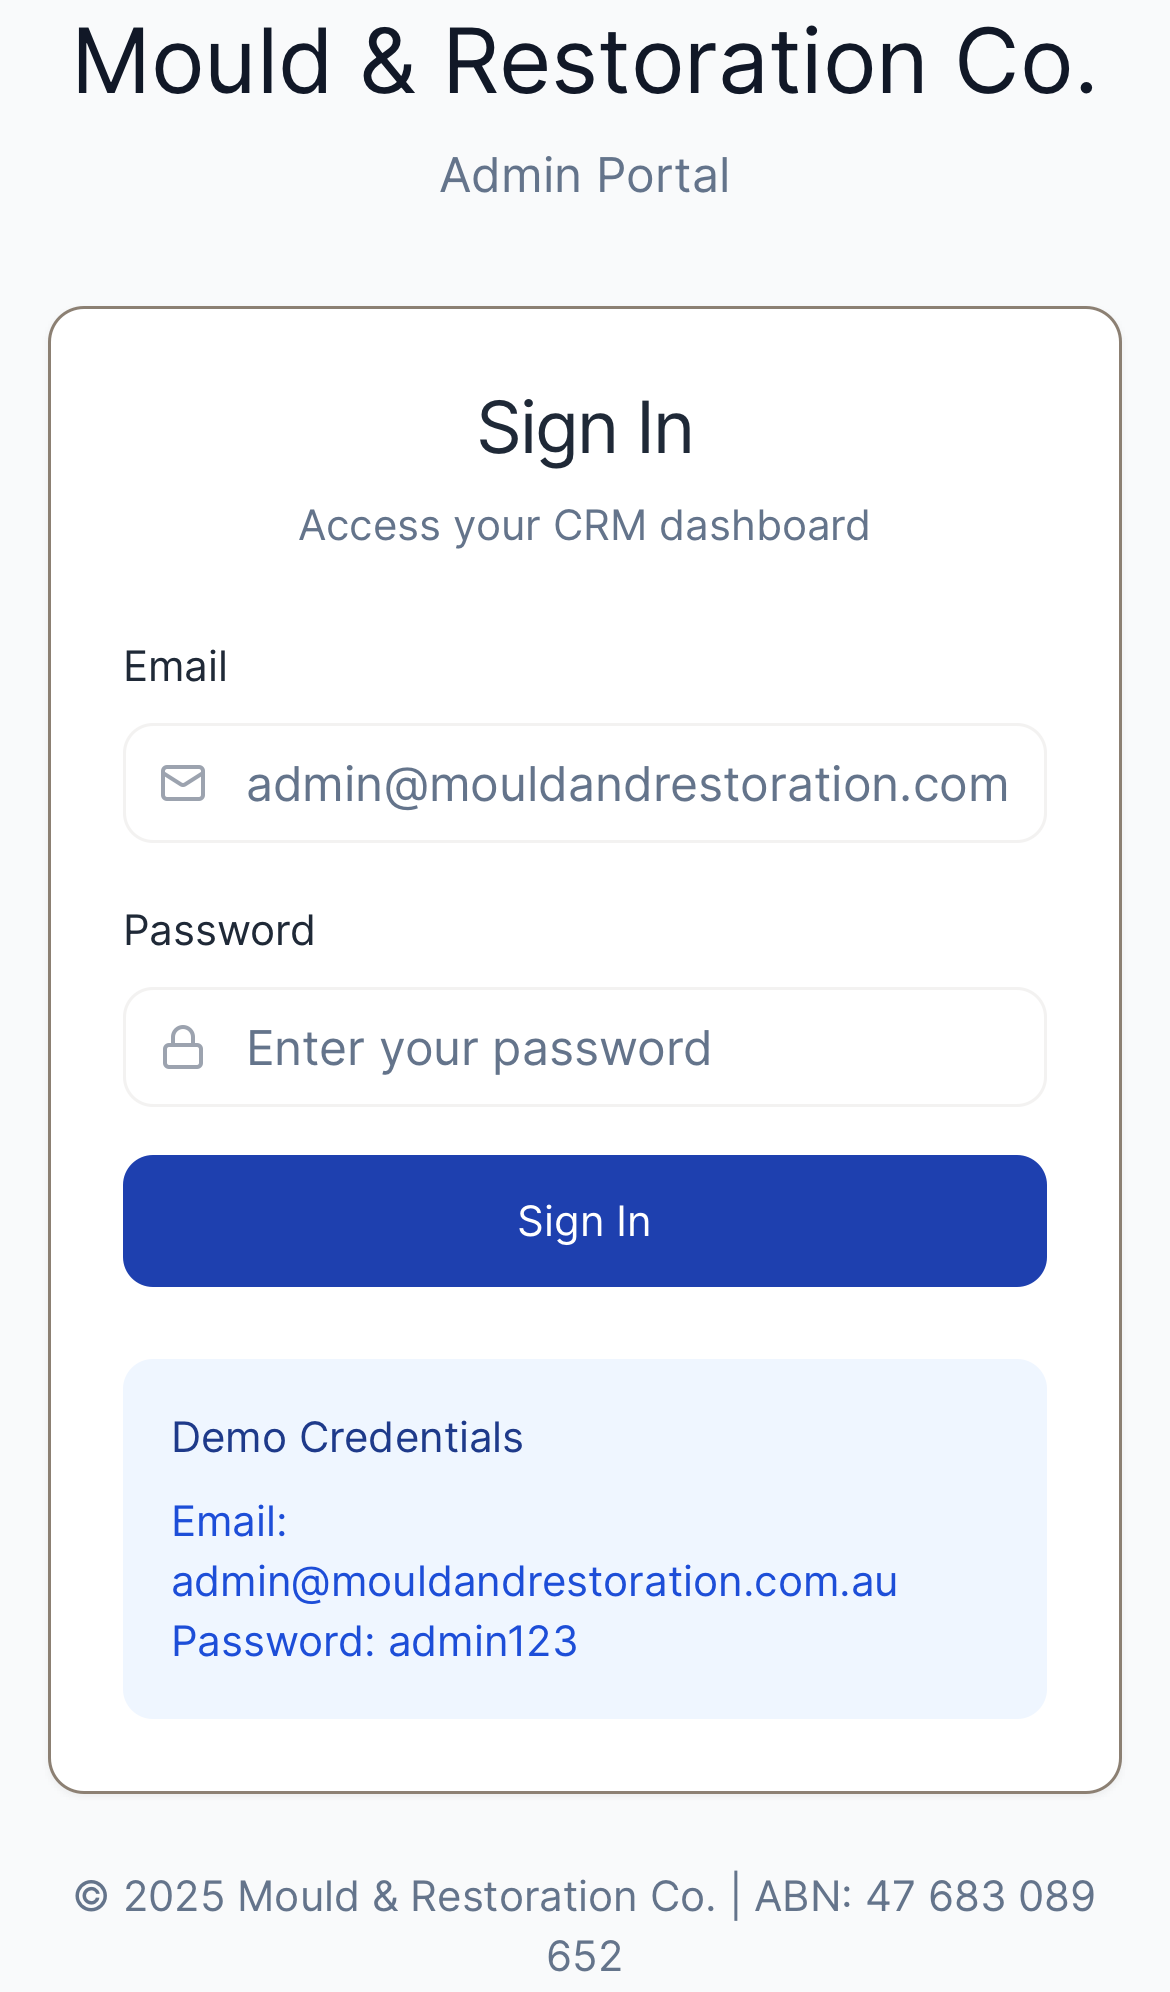 Mould & Restoration Co.
Admin Portal
Sign In
Access your CRM dashboard
Email
admin@mouldandrestoration.com
Password
Enter your password
Sign In
Demo Credentials
Email:
admin@mouldandrestoration.com.au
Password: admin123
© 2025 Mould & Restoration Co. | ABN: 47 683 089
652